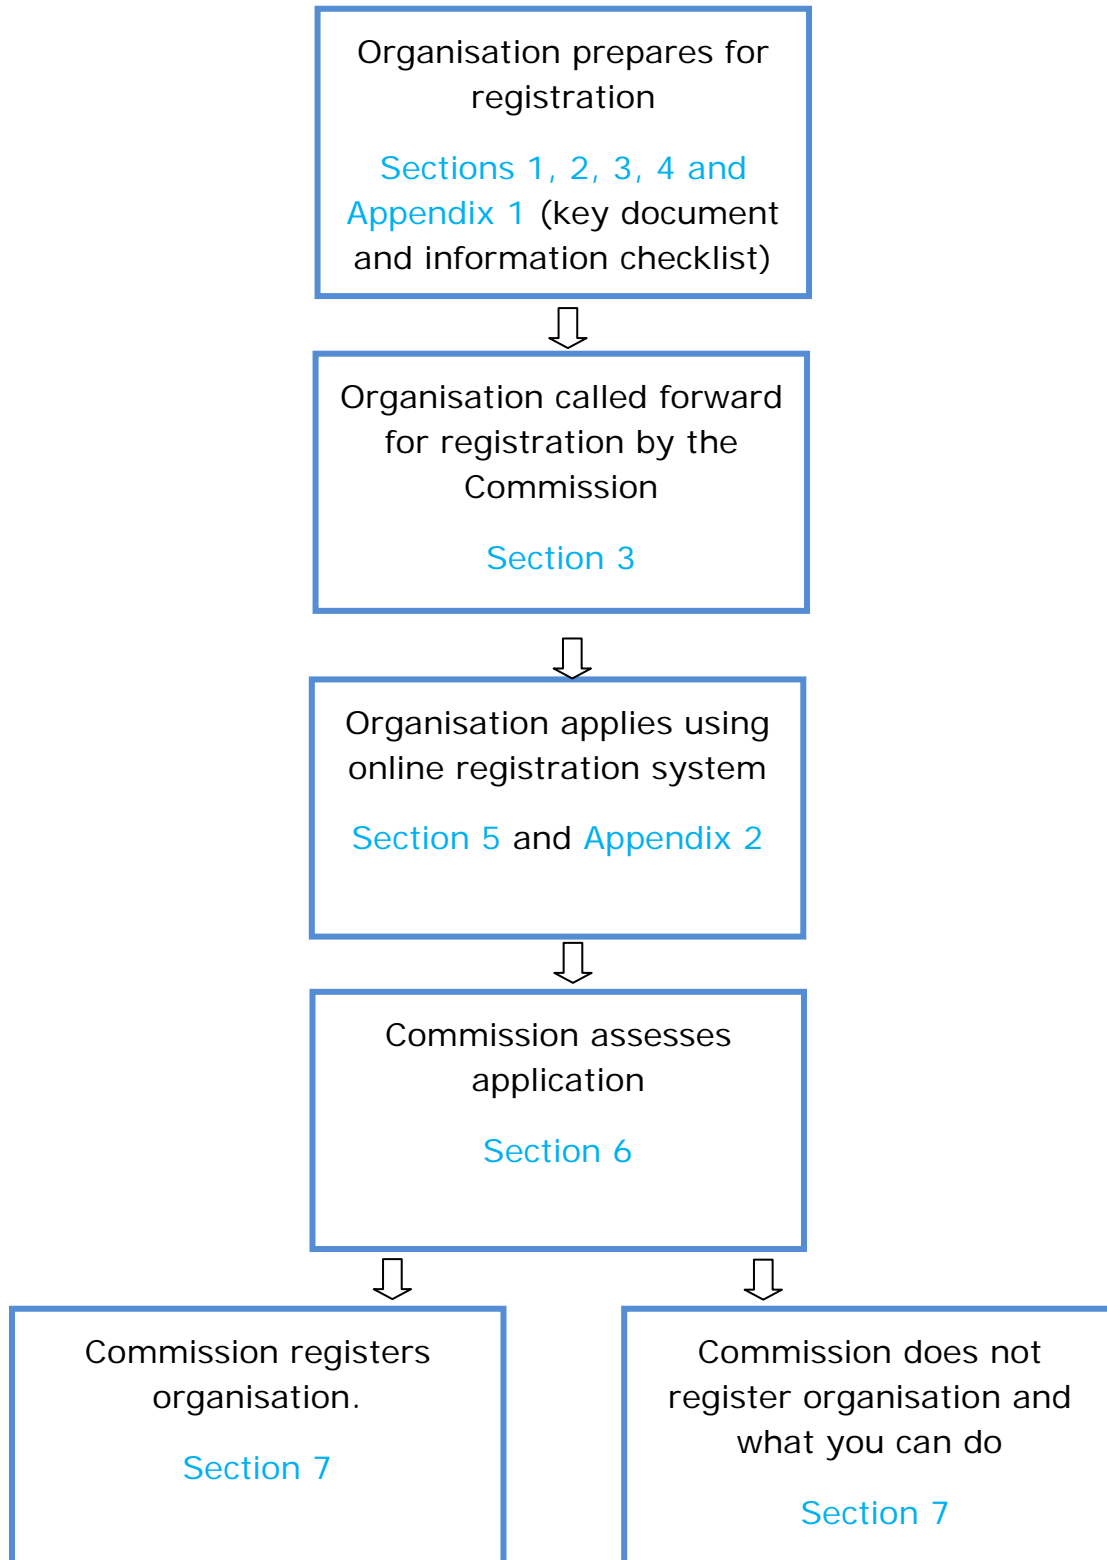 Organisation prepares for
registration
Sections 1, 2, 3, 4 and
Appendix 1 (key document
and information checklist)
Organisation called forward
for registration by the
Commission
Section 3
Organisation applies using
online registration system
Section 5 and Appendix 2
Commission assesses
application
Section 6
Commission registers
organisation.
Section 7
Commission does not
register organisation and
what you can do
Section 7